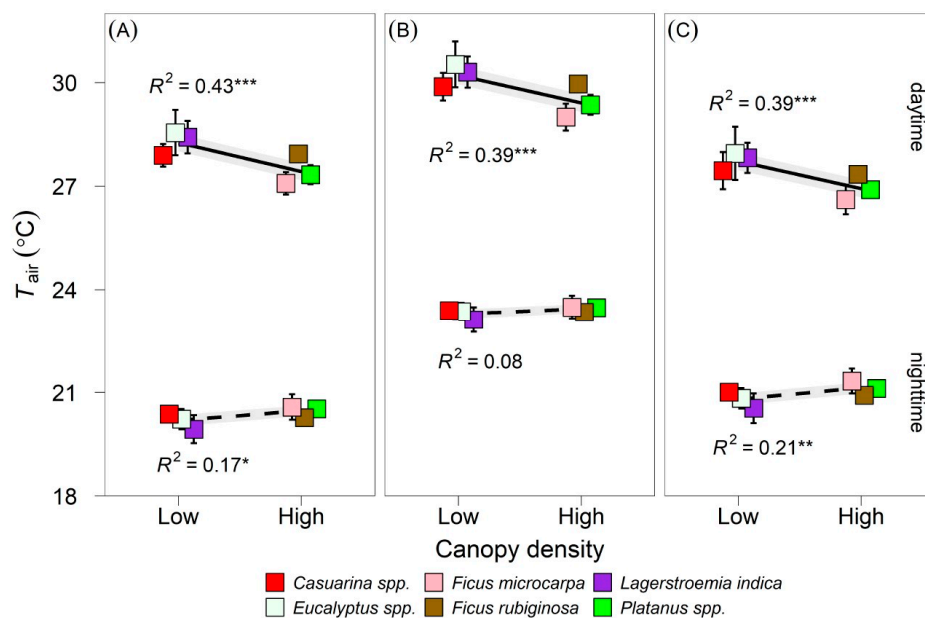 (A)
(B)
(C)
R² = 0.43***
R² = 0.39***
R² = 0.39***
daytime
30
27
24
21
18
T air (°C)
R² = 0.17*
R² = 0.08
R² = 0.21**
nighttime
Low High Low High Low High
Canopy density
Casuarina spp. Ficus microcarpa Lagerstroemia indica
Eucalyptus spp. Ficus rubiginosa Platanus spp.